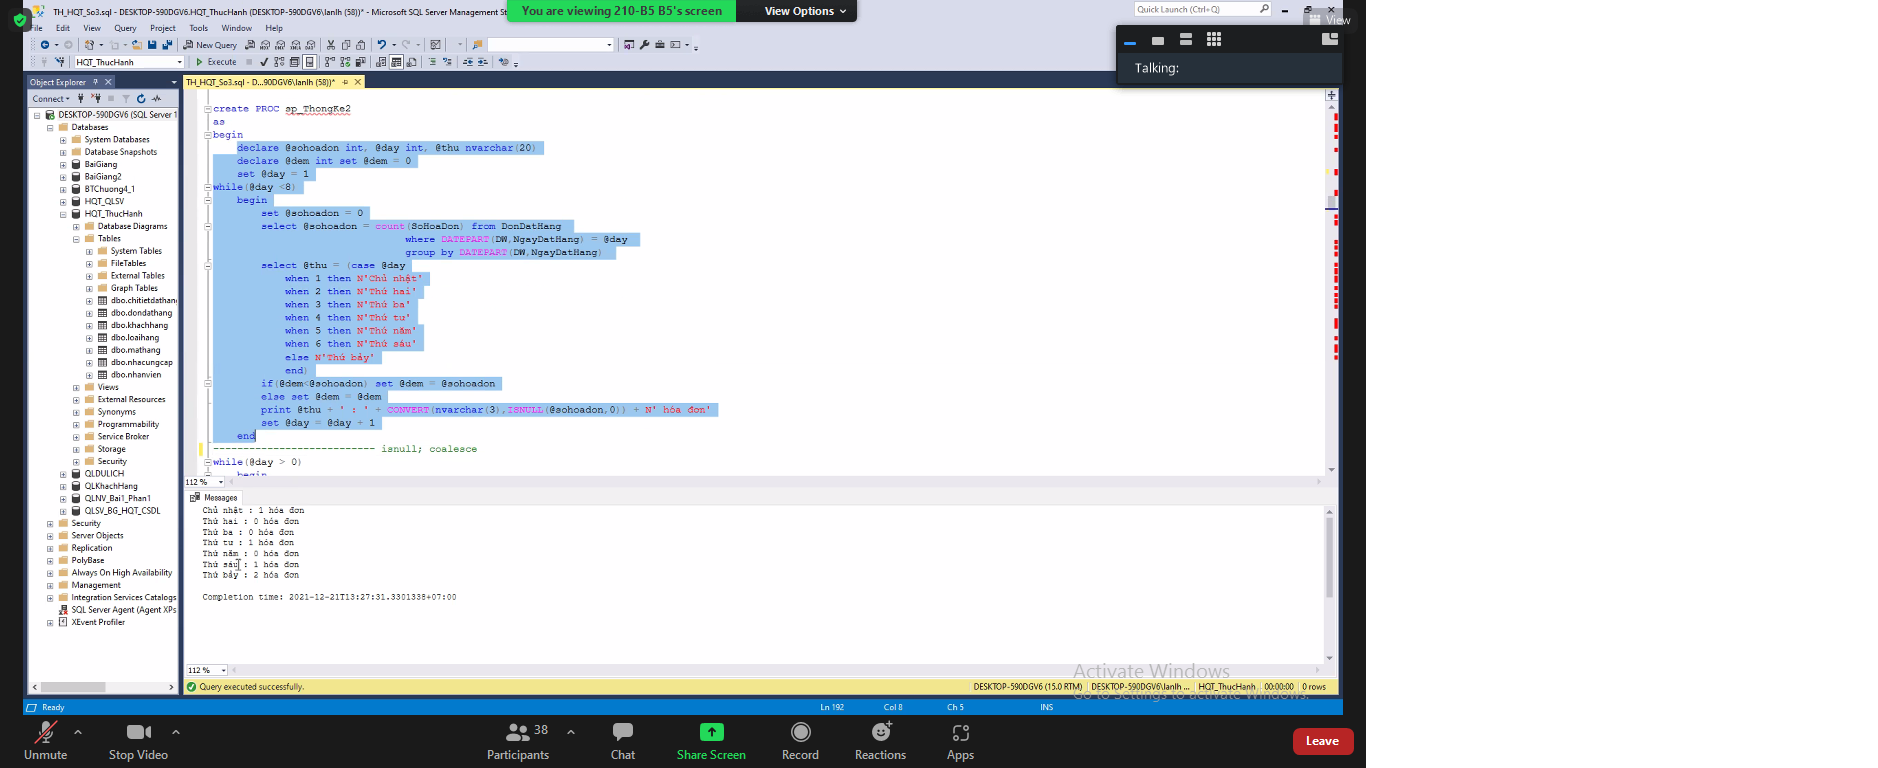 TH_HQT_So3.sql - DESKTOP-590DGV6.HQT_ThucHanh (DESKTOP-590DGV6\lanlh (58))* - Microsoft SQL Server Management St
You are viewing 210-B5 B5's screen
View Options
Quick Launch (Ctrl+Q)
View
File Edit View Query Project Tools Window Help
New Query
HQT_ThucHanh
Execute
Talking:
Object Explorer
TH_HQT_So3.sql - D...90DGV6\lanlh (58))*
Connect
DESKTOP-590DGV6 (SQL Server 1
Databases
System Databases
Database Snapshots
BaiGiang
BaiGiang2
BTChuong4_1
HQT_QLSV
HQT_ThucHanh
Database Diagrams
Tables
System Tables
FileTables
External Tables
Graph Tables
dbo.chitietdathang
dbo.dondathang
dbo.khachhang
dbo.loaihang
dbo.mathang
dbo.nhacungcap
dbo.nhanvien
Views
External Resources
Synonyms
Programmability
Service Broker
Storage
Security
QLDULICH
QLKhachHang
QLNV_Bai1_Phan1
QLSV_BG_HQT_CSDL
Security
Server Objects
Replication
PolyBase
Always On High Availability
Management
Integration Services Catalogs
SQL Server Agent (Agent XPs
XEvent Profiler
create PROC sp_ThongKe2
as
begin
declare @sohoadon int, @day int, @thu nvarchar(20)
declare @dem int set @dem = 0
set @day = 1
while(@day <8)
begin
set @sohoadon = 0
select @sohoadon = count(SoHoaDon) from DonDatHang
where DATEPART(DW,NgayDatHang) = @day
group by DATEPART(DW,NgayDatHang)
select @thu = (case @day
when 1 then N'Chủ nhật'
when 2 then N'Thứ hai'
when 3 then N'Thứ ba'
when 4 then N'Thứ tư'
when 5 then N'Thứ năm'
when 6 then N'Thứ sáu'
else N'Thứ bảy'
end)
if(@dem<@sohoadon) set @dem = @sohoadon
else set @dem = @dem
print @thu + ' : ' + CONVERT(nvarchar(3),ISNULL(@sohoadon,0)) + N' hóa đơn'
set @day = @day + 1
end
--------------------------- isnull; coalesce
while(@day > 0)
begin
112 %
Messages
Chủ nhật : 1 hóa đơn
Thứ hai : 0 hóa đơn
Thứ ba : 0 hóa đơn
Thứ tư : 1 hóa đơn
Thứ năm : 0 hóa đơn
Thứ sáu : 1 hóa đơn
Thứ bảy : 2 hóa đơn
Completion time: 2021-12-21T13:27:31.3301338+07:00
112 %
Activate Windows
Go to Settings to activate Windows.
Query executed successfully.
DESKTOP-590DGV6 (15.0 RTM) DESKTOP-590DGV6\lanlh ... HQT_ThucHanh 00:00:00 0 rows
Ready
Ln 192 Col 8 Ch 5 INS
Unmute
Stop Video
38
Participants
Chat
Share Screen
Record
Reactions
Apps
Leave